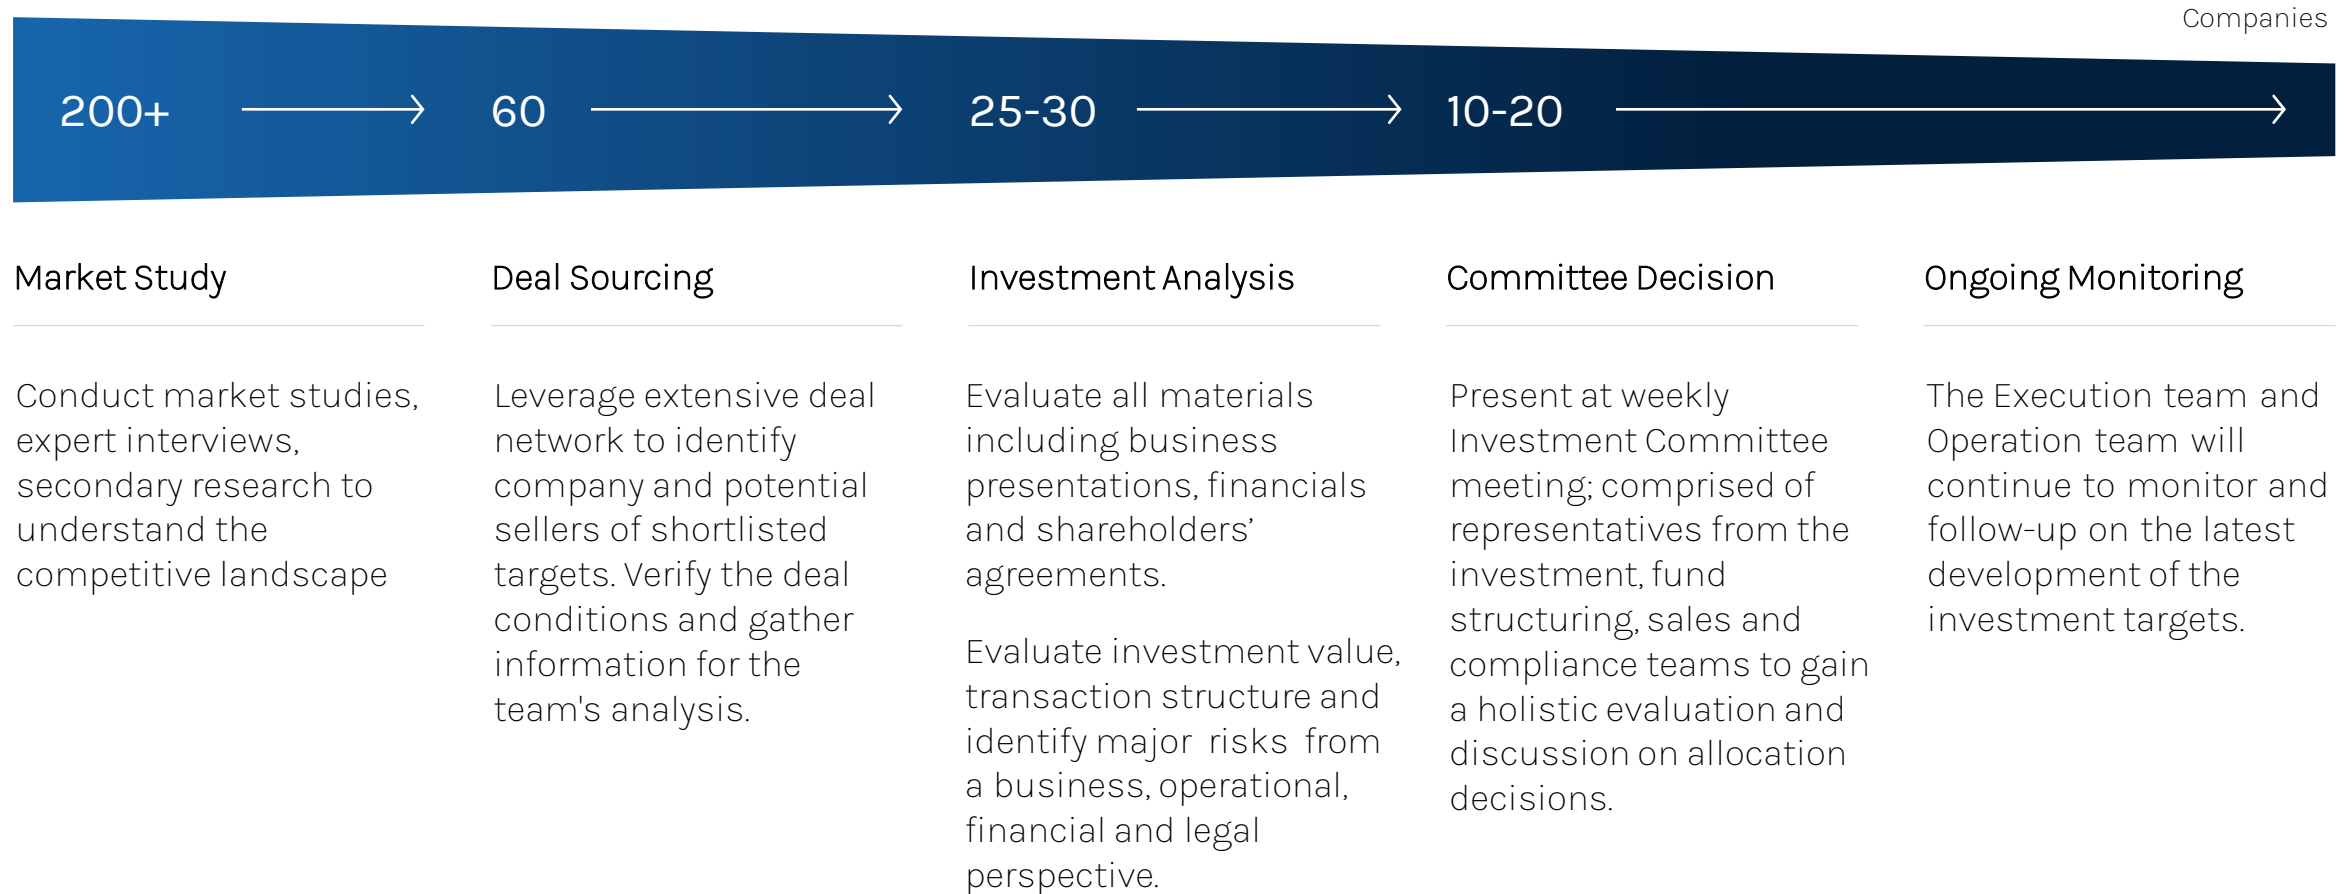 Companies
200+
60
25-30
10-20
Market Study
Conduct market studies,
expert interviews,
secondary research to
understand the
competitive landscape
Deal Sourcing
Leverage extensive deal
network to identify
company and potential
sellers of shortlisted
targets. Verify the deal
conditions and gather
information for the
team's analysis.
Investment Analysis
Evaluate all materials
including business
presentations, financials
and shareholders’
agreements.
Evaluate investment value,
transaction structure and
identify major risks from
a business, operational,
financial and legal
perspective.
Committee Decision
Present at weekly
Investment Committee
meeting; comprised of
representatives from the
investment, fund
structuring, sales and
compliance teams to gain
a holistic evaluation and
discussion on allocation
decisions.
Ongoing Monitoring
The Execution team and
Operation team will
continue to monitor and
follow-up on the latest
development of the
investment targets.